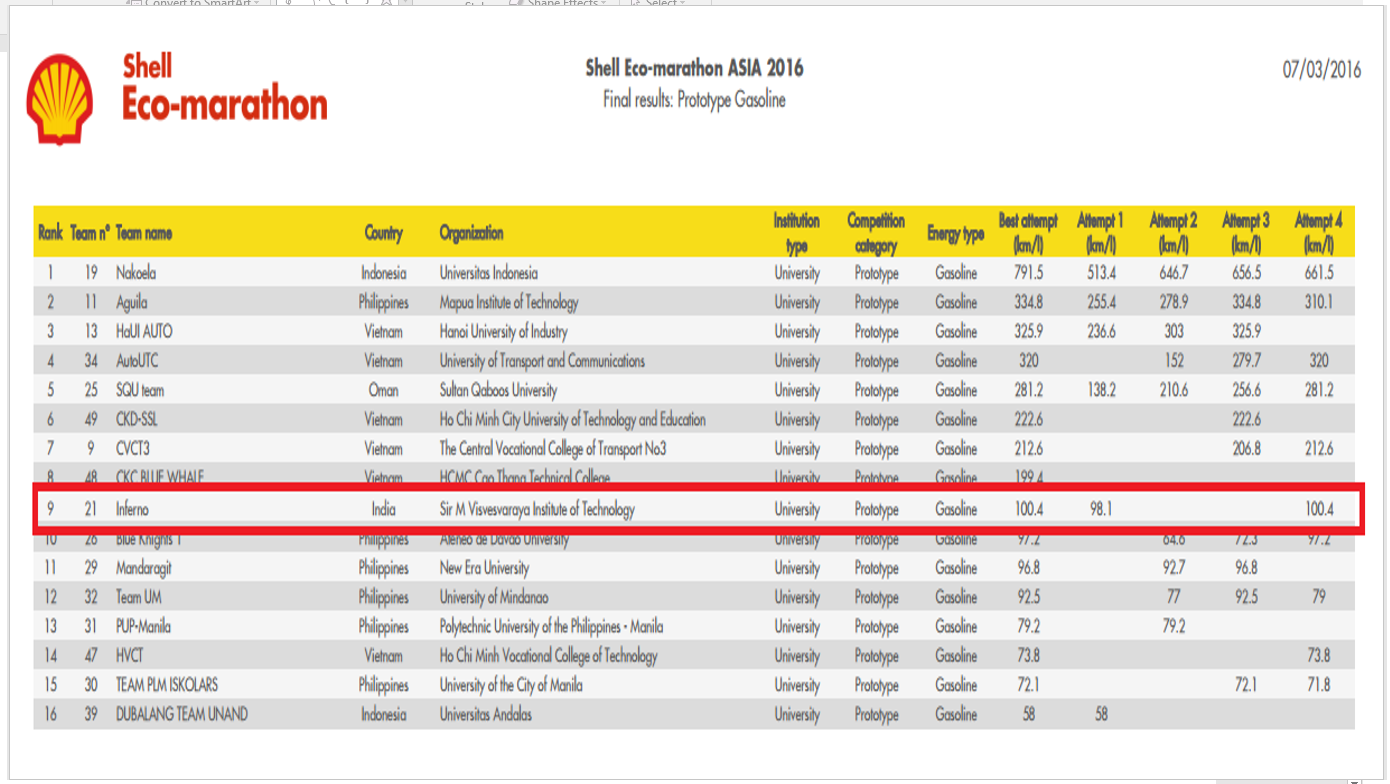 Convert to SmartArt
Shape Effects
Select
Shell
Eco-marathon
Shell Eco-marathon ASIA 2016
Final results: Prototype Gasoline
07/03/2016
Rank Team n° Team name Country Organization Institution type Competition category Energy type Best attempt (km/l) Attempt 1 (km/l) Attempt 2 (km/l) Attempt 3 (km/l) Attempt 4 (km/l)
1 19 Nakoela Indonesia Universitas Indonesia University Prototype Gasoline 791.5 513.4 646.7 656.5 661.5
2 11 Aguila Philippines Mapua Institute of Technology University Prototype Gasoline 334.8 255.4 278.9 334.8 310.1
3 13 HaUI AUTO Vietnam Hanoi University of Industry University Prototype Gasoline 325.9 236.6 303 325.9
4 34 AutoUTC Vietnam University of Transport and Communications University Prototype Gasoline 320 152 279.7 320
5 25 SQU team Oman Sultan Qaboos University University Prototype Gasoline 281.2 138.2 210.6 256.6 281.2
6 49 CKD-SSL Vietnam Ho Chi Minh City University of Technology and Education University Prototype Gasoline 222.6 222.6
7 9 CVCT3 Vietnam The Central Vocational College of Transport No3 University Prototype Gasoline 212.6 206.8 212.6
8 48 CKC BLUE WHALE Vietnam HCMC Cao Thang Technical College University Prototype Gasoline 199.4
9 21 Inferno India Sir M Visvesvaraya Institute of Technology University Prototype Gasoline 100.4 98.1 100.4
10 26 Blue Knights 1 Philippines Ateneo de Davao University University Prototype Gasoline 97.2 64.6 72.3 97.2
11 29 Mandaragit Philippines New Era University University Prototype Gasoline 96.8 92.7 96.8
12 32 Team UM Philippines University of Mindanao University Prototype Gasoline 92.5 77 92.5 79
13 31 PUP-Manila Philippines Polytechnic University of the Philippines - Manila University Prototype Gasoline 79.2 79.2
14 47 HVCT Vietnam Ho Chi Minh Vocational College of Technology University Prototype Gasoline 73.8 73.8
15 30 TEAM PLM ISKOLARS Philippines University of the City of Manila University Prototype Gasoline 72.1 72.1 71.8
16 39 DUBALANG TEAM UNAND Indonesia Universitas Andalas University Prototype Gasoline 58 58